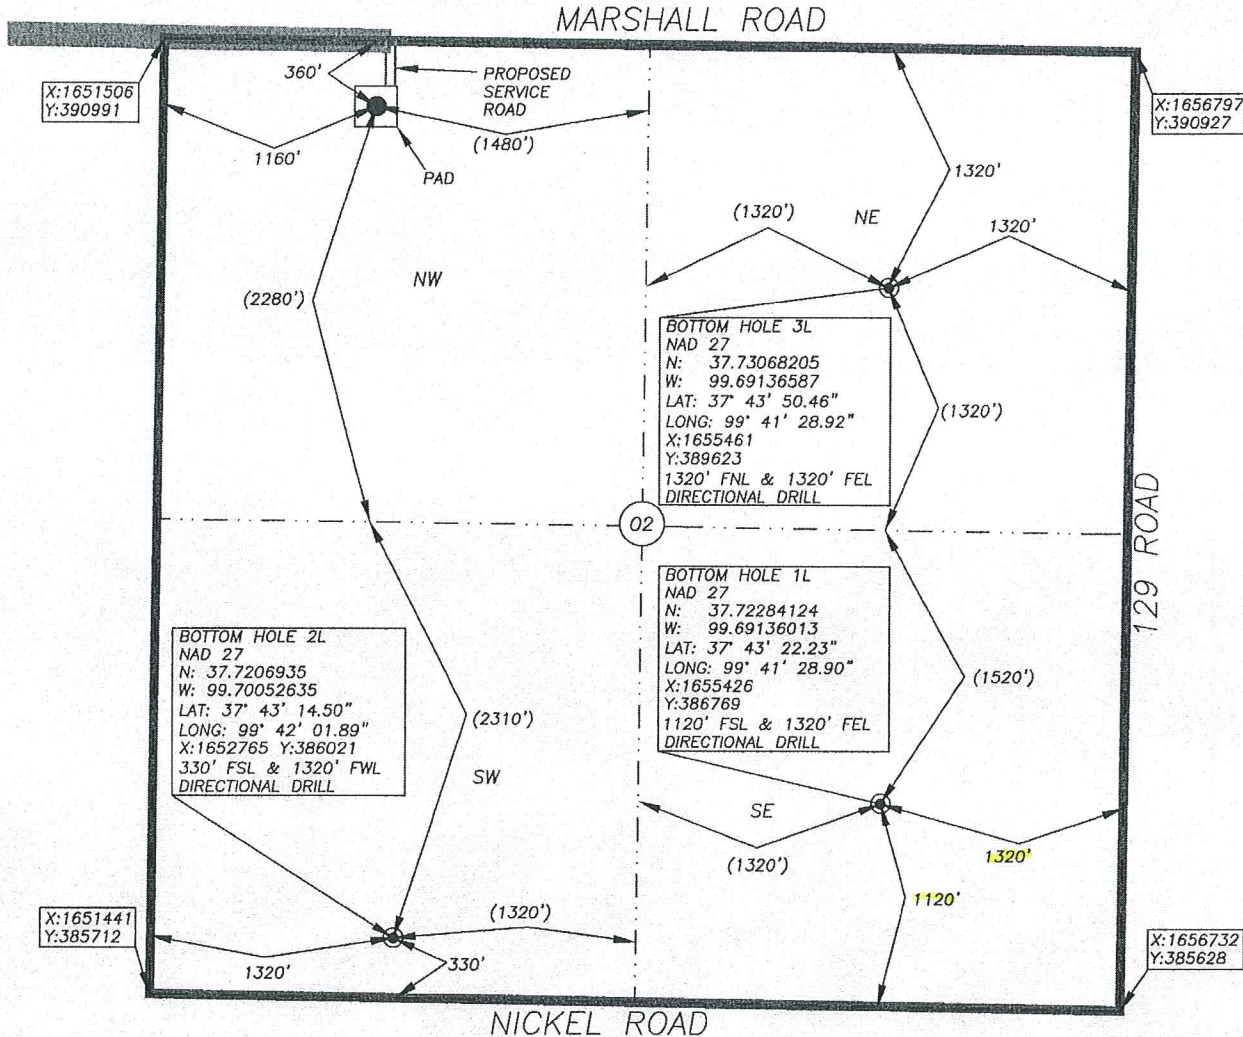 MARSHALL ROAD
360'
PROPOSED
SERVICE
ROAD
X:1651506
Y:390991
X:1656797
Y:390927
1160'
(1480')
PAD
1320'
(1320')
NE
1320'
NW
(2280')
BOTTOM HOLE 3L
NAD 27
N: 37.73068205
W: 99.69136587
LAT: 37° 43' 50.46"
LONG: 99° 41' 28.92"
X:1655461
Y:389623
1320' FNL & 1320' FEL
DIRECTIONAL DRILL
(1320')
02
129 ROAD
BOTTOM HOLE 1L
NAD 27
N: 37.72284124
W: 99.69136013
LAT: 37° 43' 22.23"
LONG: 99° 41' 28.90"
X:1655426
Y:386769
1120' FSL & 1320' FEL
DIRECTIONAL DRILL
(1520')
BOTTOM HOLE 2L
NAD 27
N: 37.7206935
W: 99.70052635
LAT: 37° 43' 14.50"
LONG: 99° 42' 01.89"
X:1652765 Y:386021
330' FSL & 1320' FWL
DIRECTIONAL DRILL
(2310')
SW
SE
(1320')
1320'
1120'
(1320')
X:1651441
Y:385712
1320'
330'
X:1656732
Y:385628
NICKEL ROAD